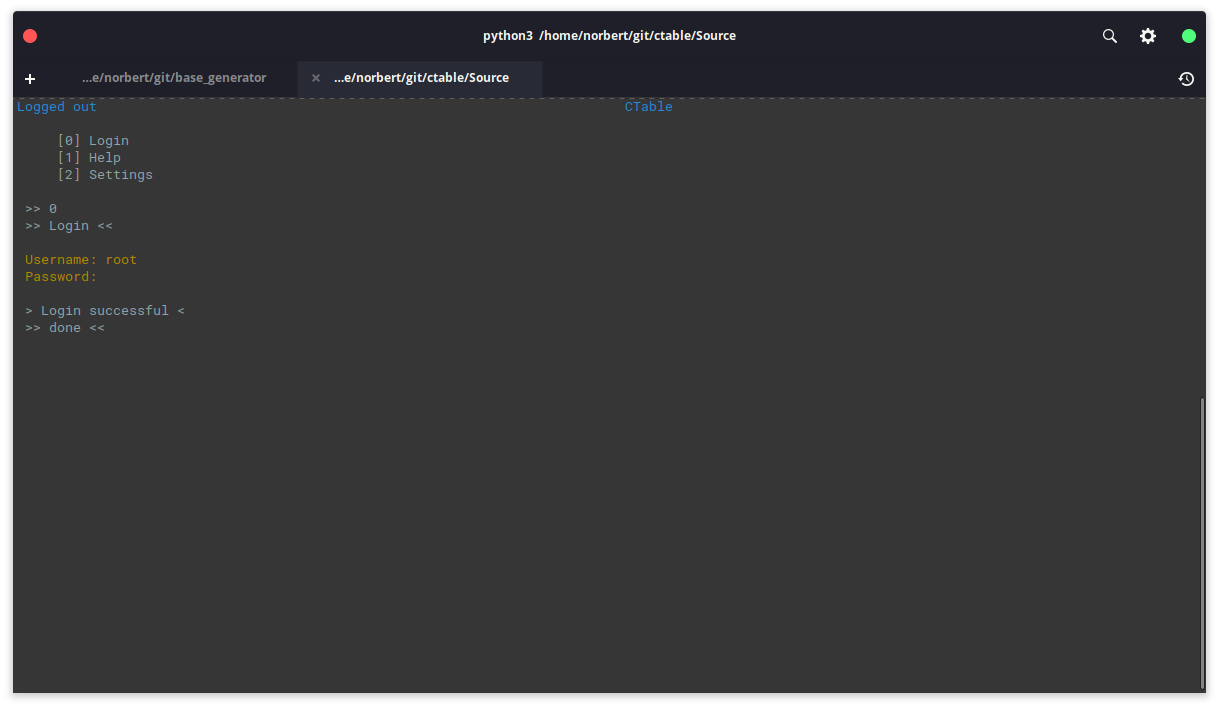 python3 /home/norbert/git/ctable/Source
...e/norbert/git/base_generator
...e/norbert/git/ctable/Source
Logged out CTable
[0] Login
[1] Help
[2] Settings
>> 0
>> Login <<
Username: root
Password:
> Login successful <
>> done <<